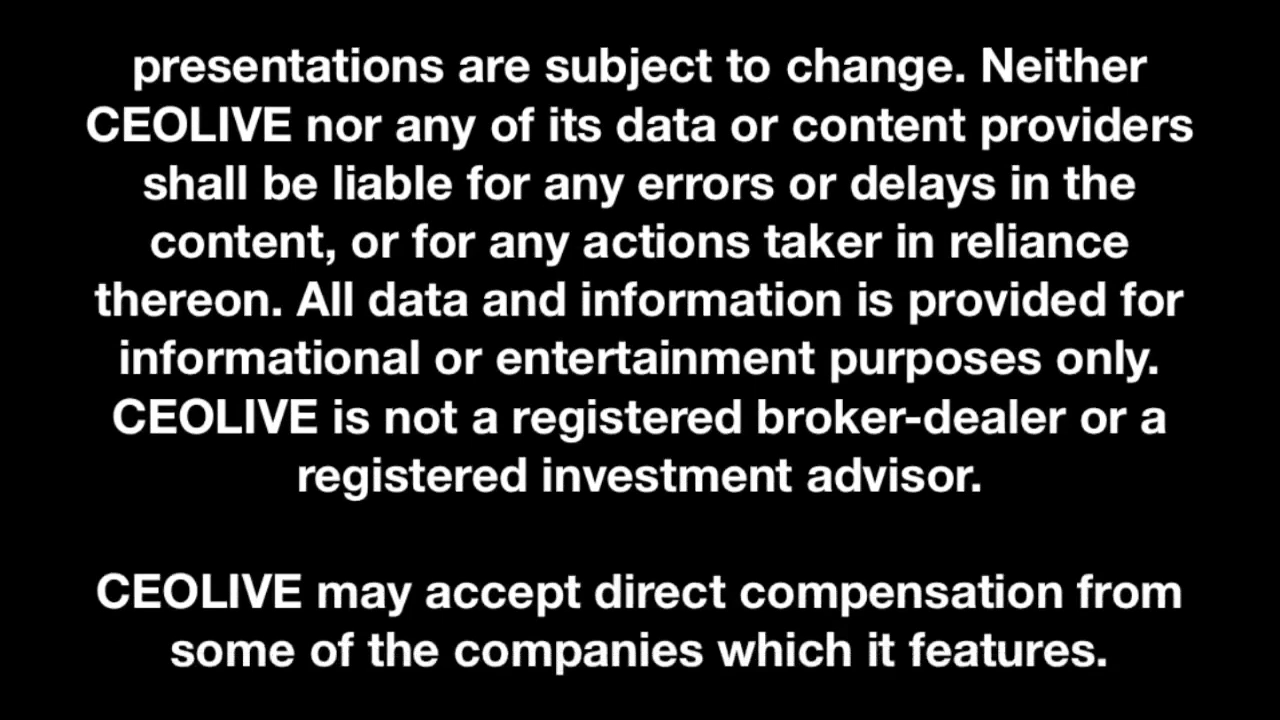 presentations are subject to change. Neither
CEOLIVE nor any of its data or content providers
shall be liable for any errors or delays in the
content, or for any actions taker in reliance
thereon. All data and information is provided for
informational or entertainment purposes only.
CEOLIVE is not a registered broker-dealer or a
registered investment advisor.
CEOLIVE may accept direct compensation from
some of the companies which it features.